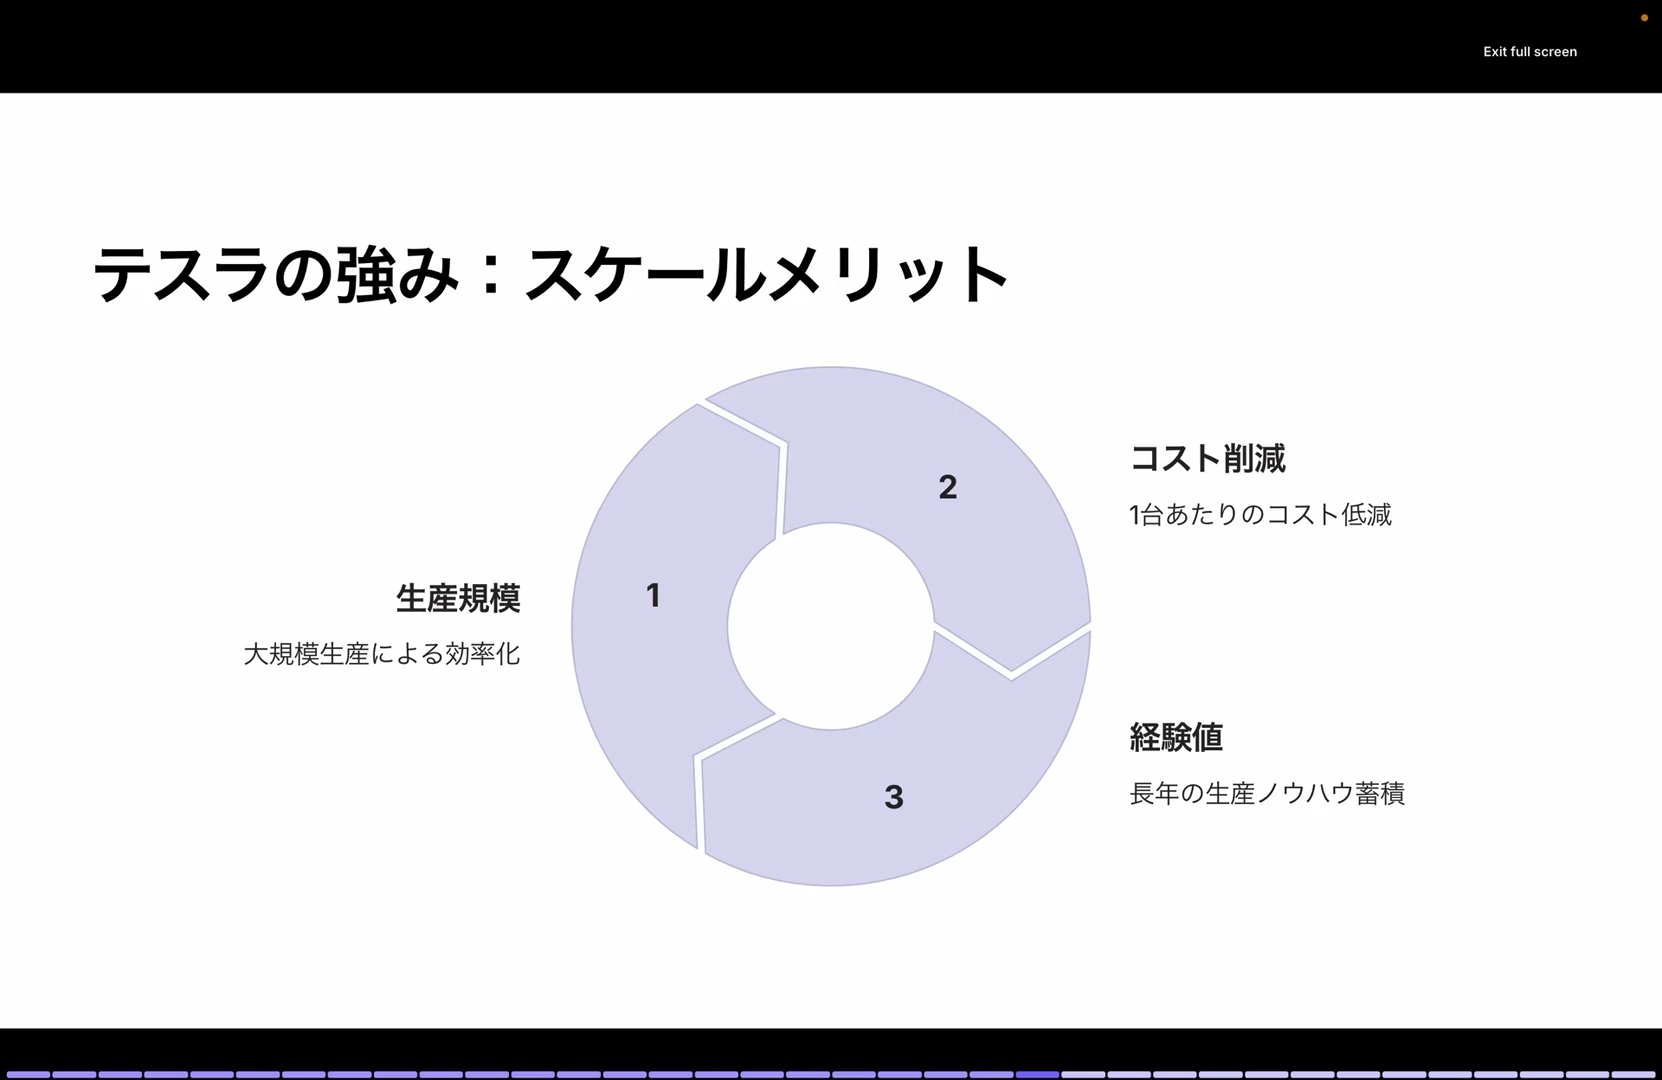 Exit full screen
テスラの強み：スケールメリット
1
生産規模
大規模生産による効率化
2
コスト削減
1台あたりのコスト低減
3
経験値
長年の生産ノウハウ蓄積